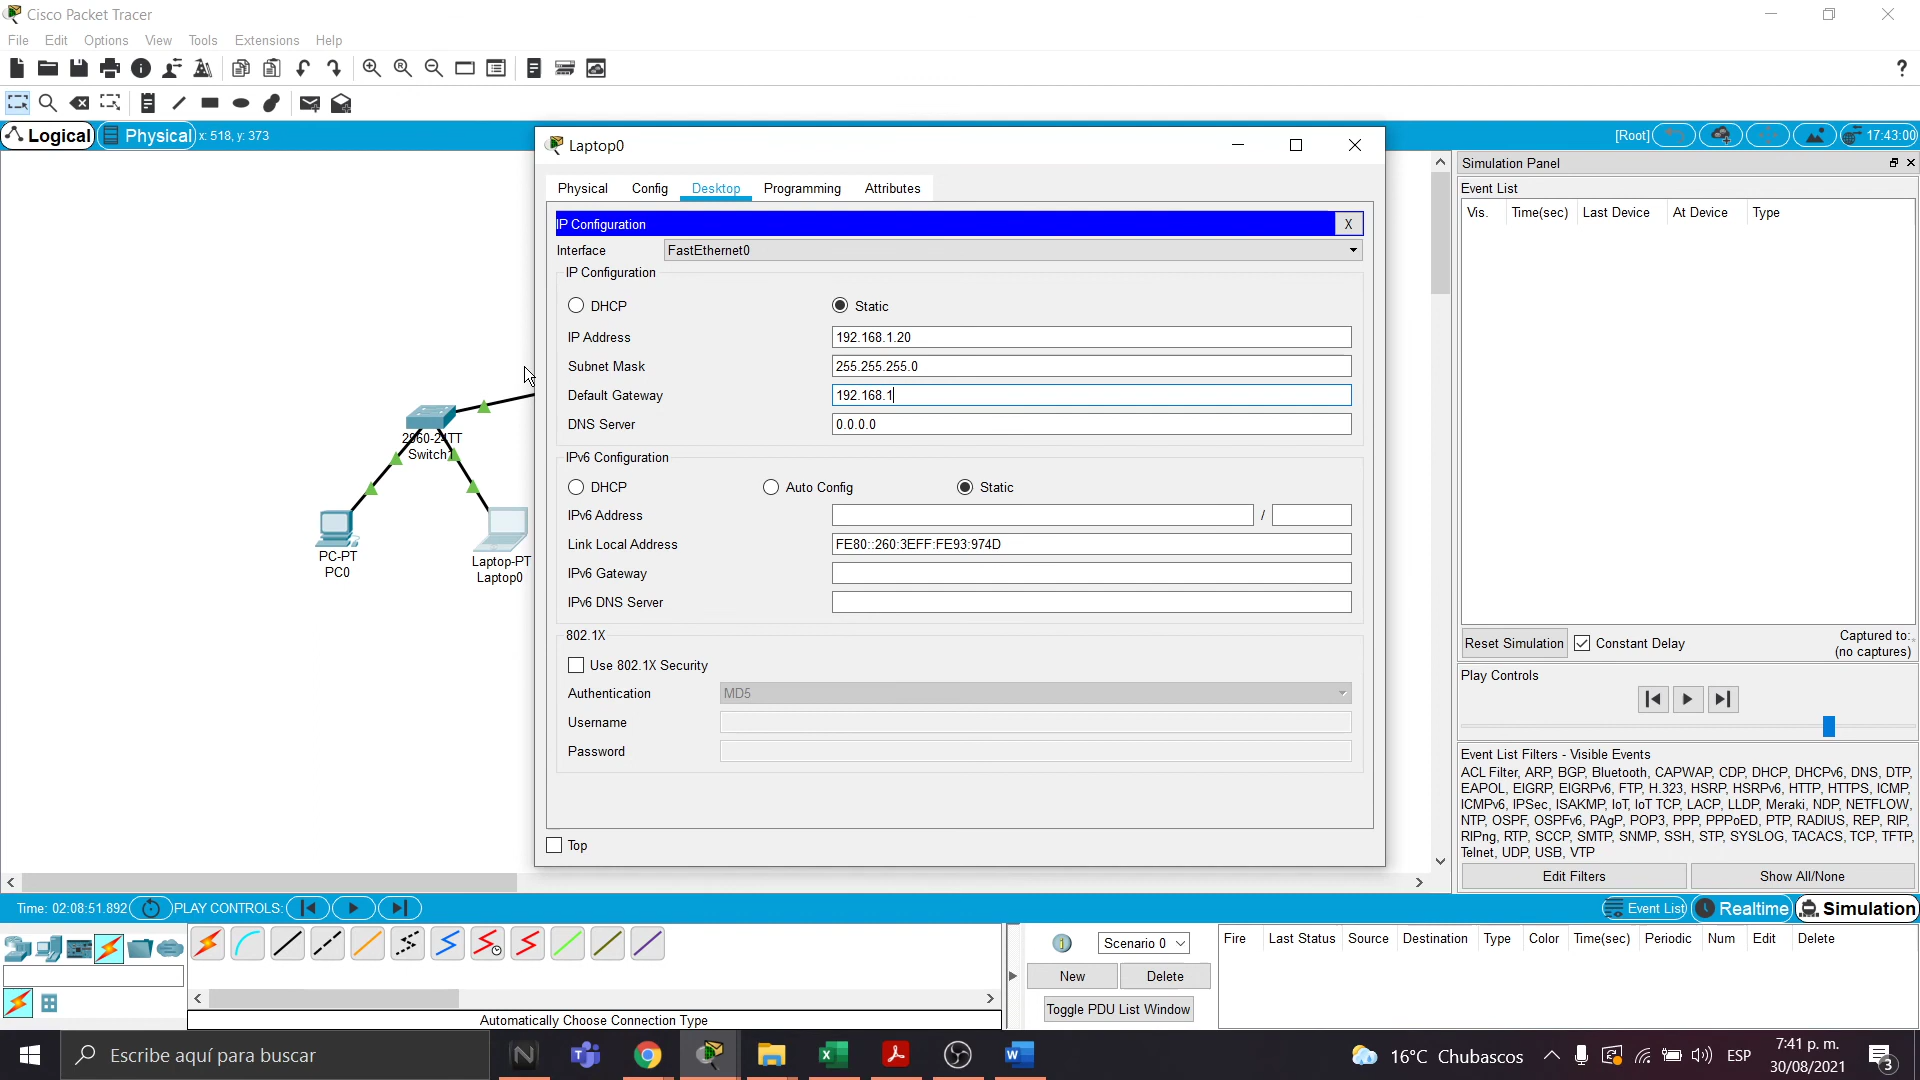 Cisco Packet Tracer
File Edit Options View Tools Extensions Help
?
Logical Physical x: 518, y: 373 [Root] 17:43:00
Laptop0
Physical Config Desktop Programming Attributes
IP Configuration X
Interface FastEthernet0
IP Configuration
DHCP Static
IP Address 192.168.1.20
Subnet Mask 255.255.255.0
Default Gateway 192.168.1
DNS Server 0.0.0.0
IPv6 Configuration
DHCP Auto Config Static
IPv6 Address /
Link Local Address FE80::260:3EFF:FE93:974D
IPv6 Gateway
IPv6 DNS Server
802.1X
Use 802.1X Security
Authentication MD5
Username
Password
Top
2960-24TT
Switch1
PC-PT
PC0
Laptop-PT
Laptop0
Simulation Panel
Event List
Vis. Time(sec) Last Device At Device Type
Reset Simulation Constant Delay Captured to:
(no captures)
Play Controls
Event List Filters - Visible Events
ACL Filter, ARP, BGP, Bluetooth, CAPWAP, CDP, DHCP, DHCPv6, DNS, DTP,
EAPOL, EIGRP, EIGRPv6, FTP, H.323, HSRP, HSRPv6, HTTP, HTTPS, ICMP,
ICMPv6, IPSec, ISAKMP, IoT, IoT TCP, LACP, LLDP, Meraki, NDP, NETFLOW,
NTP, OSPF, OSPFv6, PAgP, POP3, PPP, PPPoED, PTP, RADIUS, REP, RIP,
RIPng, RTP, SCCP, SMTP, SNMP, SSH, STP, SYSLOG, TACACS, TCP, TFTP,
Telnet, UDP, USB, VTP
Edit Filters Show All/None
Time: 02:08:51.892 PLAY CONTROLS: Event List Realtime Simulation
Scenario 0
New Delete
Toggle PDU List Window
Fire Last Status Source Destination Type Color Time(sec) Periodic Num Edit Delete
Automatically Choose Connection Type
Escribe aquí para buscar
16°C Chubascos ESP
7:41 p. m.
30/08/2021
3